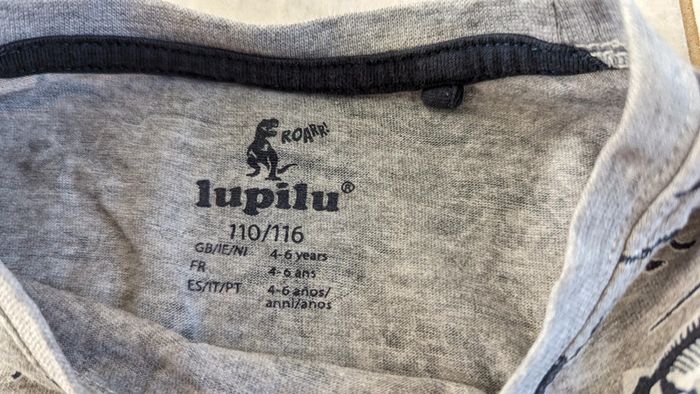 ROARR!
lupilu®
110/116
GB/IE/NI 4-6 years
FR 4-6 ans
ES/IT/PT 4-6 años/
anni/anos